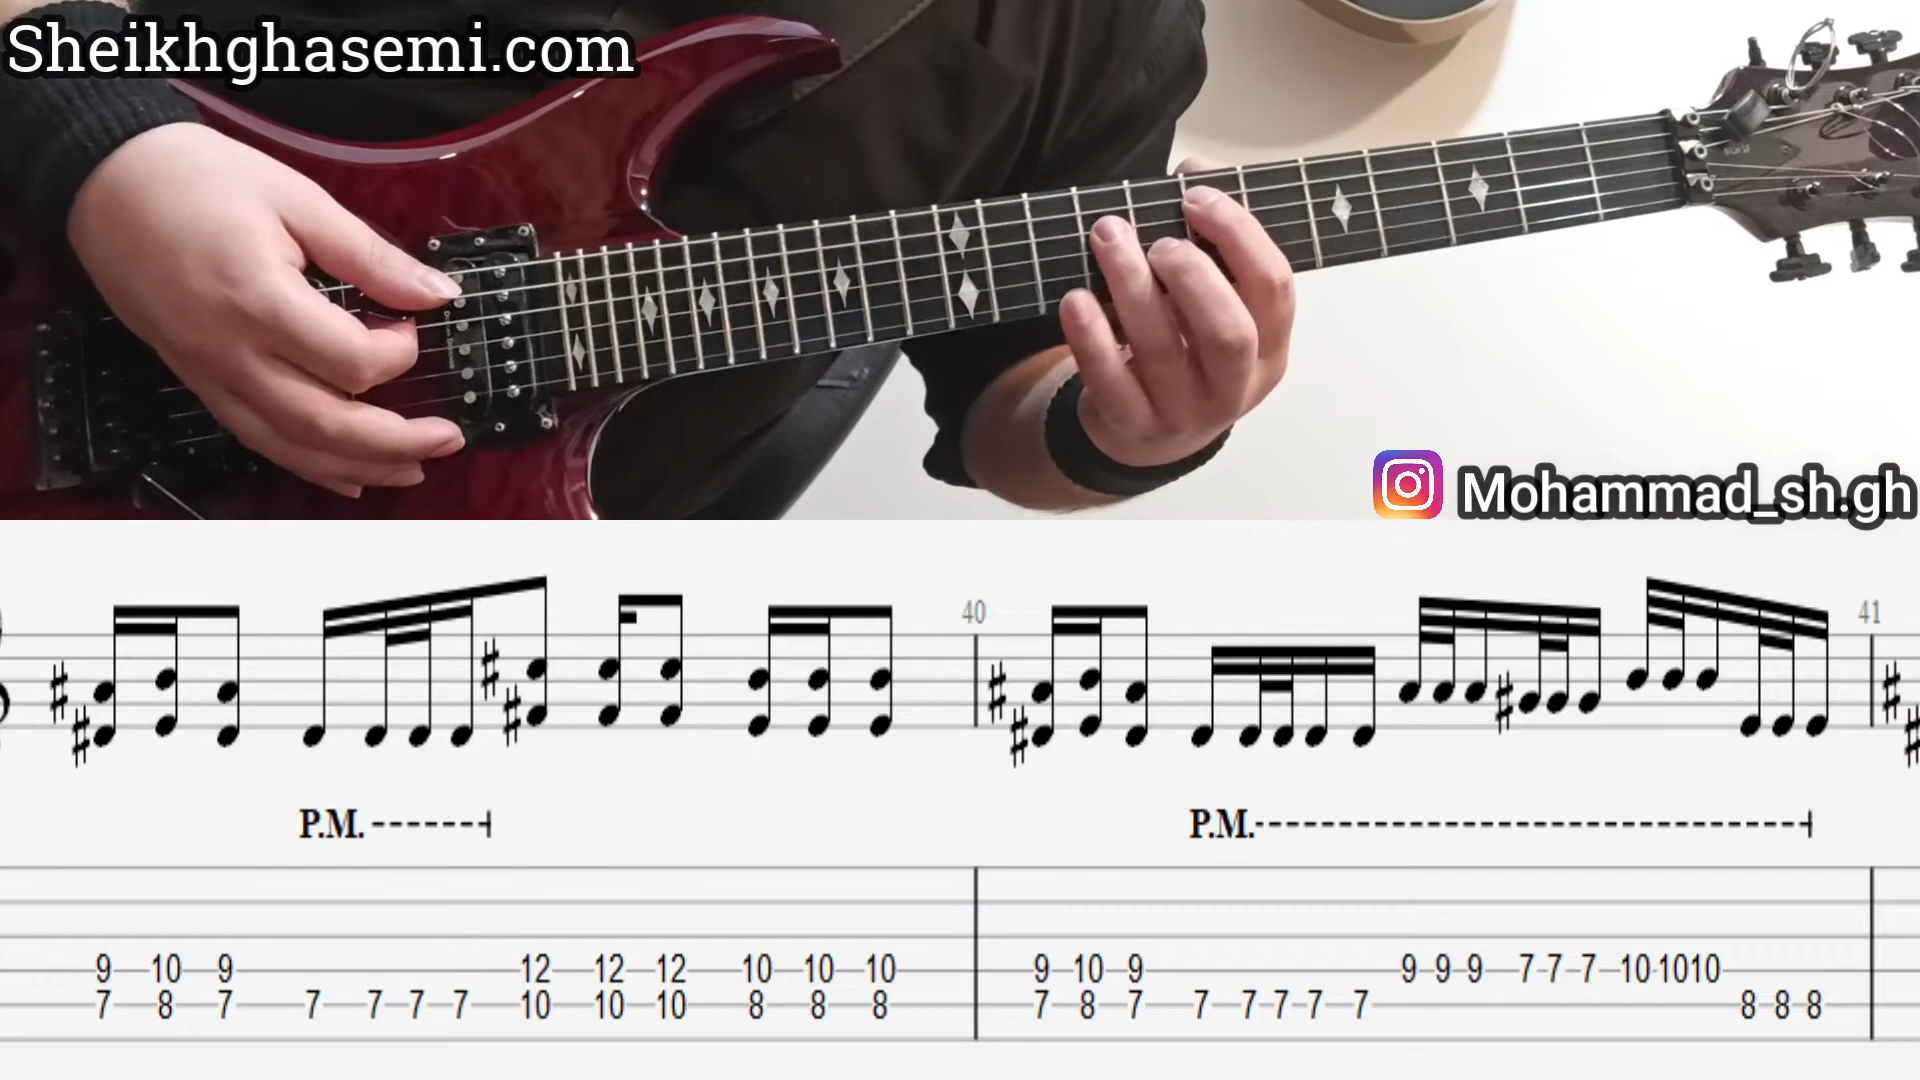 Sheikhghasemi.com
Mohammad_sh.gh
40
41
P.M.
P.M.
9 10 9 12 12 12 10 10 10 9 10 9 9 9 9 7 7 7 10 10 10
7 8 7 7 7 7 7 10 10 10 8 8 8 7 8 7 7 7 7 7 7 8 8 8